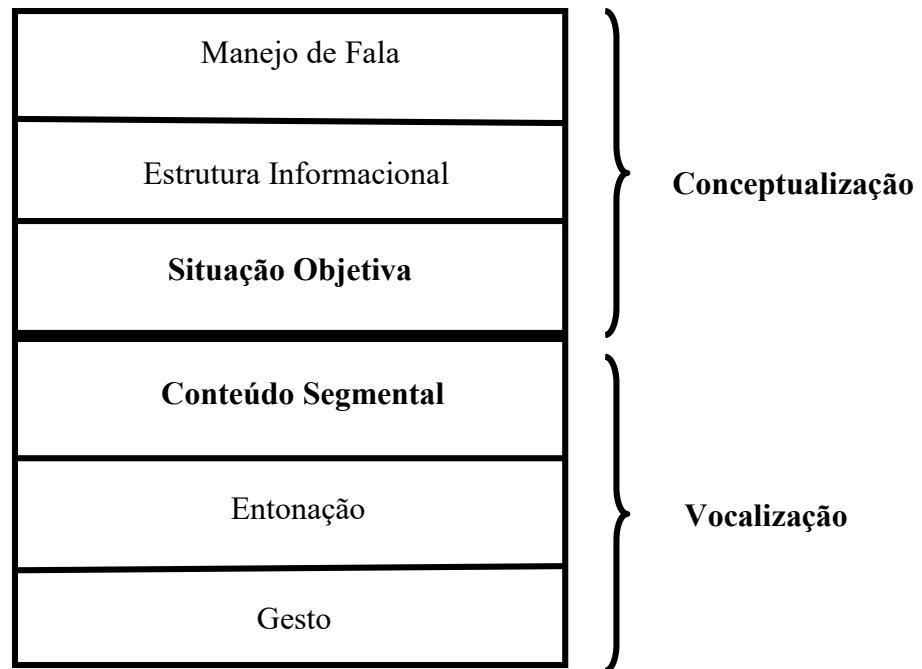 Manejo de Fala
Estrutura Informacional
Situação Objetiva
Conceptualização
Conteúdo Segmental
Entonação
Gesto
Vocalização